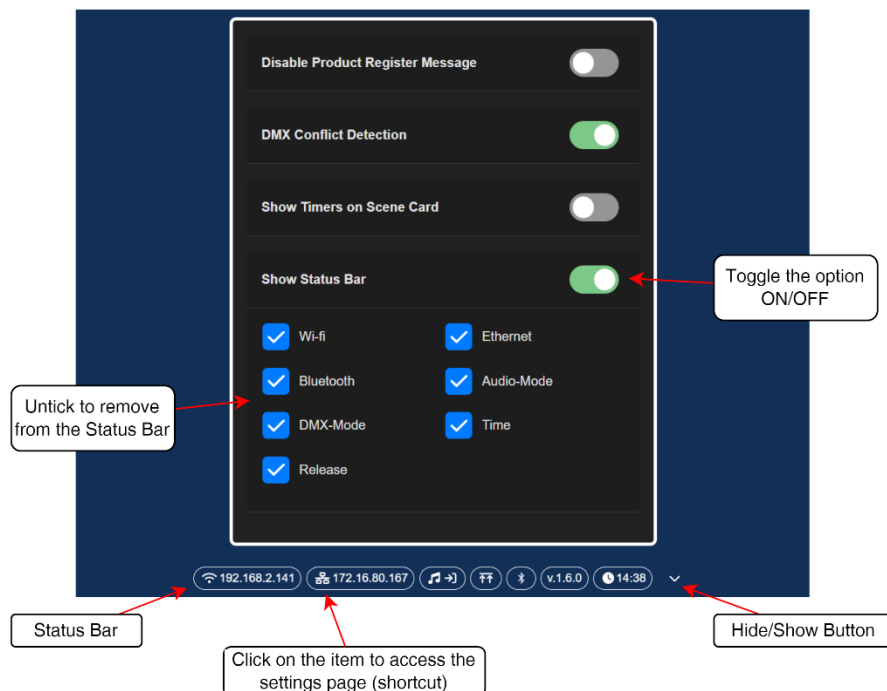 Disable Product Register Message
DMX Conflict Detection
Show Timers on Scene Card
Show Status Bar
Toggle the option
ON/OFF
Wi-fi
Ethernet
Bluetooth
Audio-Mode
Untick to remove
from the Status Bar
DMX-Mode
Time
Release
192.168.2.141
172.16.80.167
v.1.6.0
14:38
Status Bar
Hide/Show Button
Click on the item to access the
settings page (shortcut)